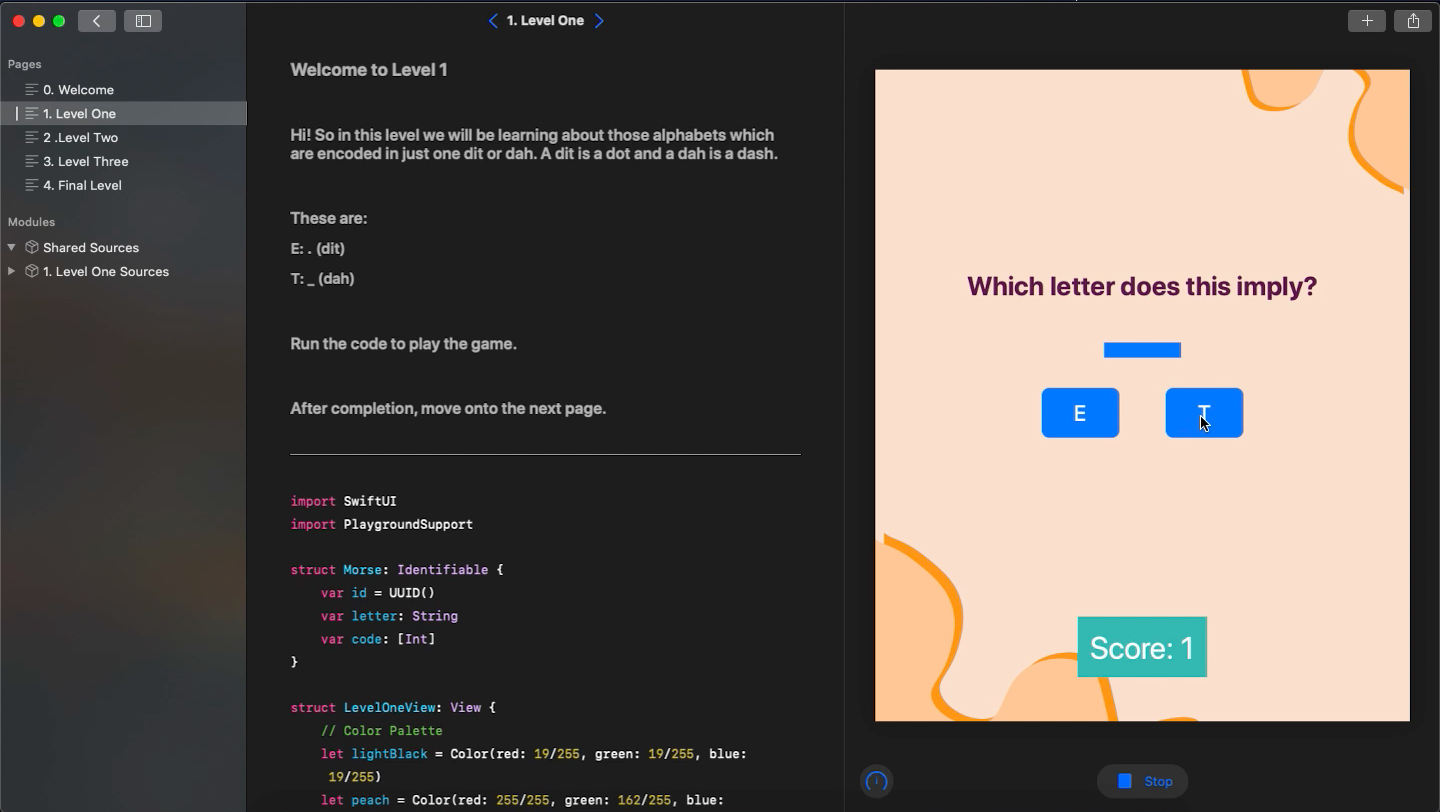 1. Level One
Pages
0. Welcome
1. Level One
2 .Level Two
3. Level Three
4. Final Level
Modules
Shared Sources
1. Level One Sources
Welcome to Level 1
Hi! So in this level we will be learning about those alphabets which
are encoded in just one dit or dah. A dit is a dot and a dah is a dash.
These are:
E: . (dit)
T: _ (dah)
Run the code to play the game.
After completion, move onto the next page.
import SwiftUI
import PlaygroundSupport
struct Morse: Identifiable {
var id = UUID()
var letter: String
var code: [Int]
}
struct LevelOneView: View {
// Color Palette
let lightBlack = Color(red: 19/255, green: 19/255, blue:
19/255)
let peach = Color(red: 255/255, green: 162/255, blue:
Which letter does this imply?
E T
Score: 1
Stop